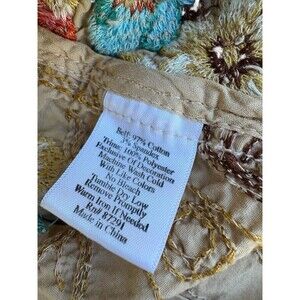 Belt: 97% Cotton
3% Spandex
Trim: 100% Polyester
Exclusive Of Decoration
Machine Wash Cold
With Like Colors
No Bleach
Tumble Dry Low
Remove Promptly
Warm Iron If Needed
Rn# 87291
Made in China